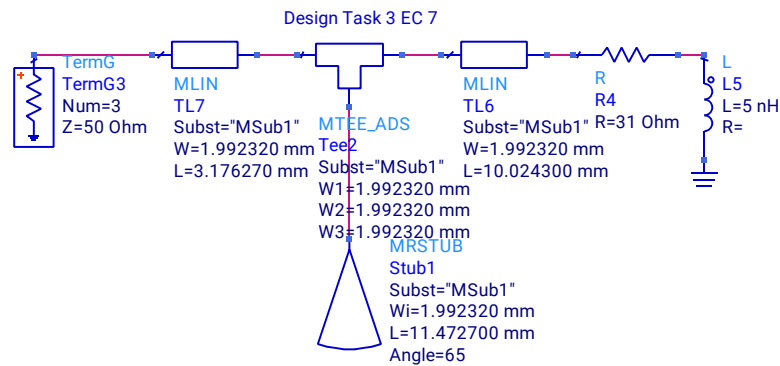 Design Task 3 EC 7
TermG
TermG3
Num=3
Z=50 Ohm
MLIN
TL7
Subst="MSub1"
W=1.992320 mm
L=3.176270 mm
MTEE_ADS
Tee2
Subst="MSub1"
W1=1.992320 mm
W2=1.992320 mm
W3=1.992320 mm
MLIN
TL6
Subst="MSub1"
W=1.992320 mm
L=10.024300 mm
R
R4
R=31 Ohm
L
L5
L=5 nH
R=
MRSTUB
Stub1
Subst="MSub1"
Wi=1.992320 mm
L=11.472700 mm
Angle=65